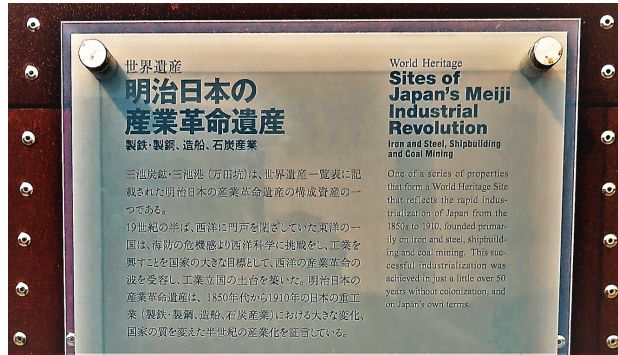 世界遺産
明治日本の
産業革命遺産
製鉄・製鋼、造船、石炭産業
三池炭鉱・三池港（万田坑）は、世界遺産一覧表に記
載された明治日本の産業革命遺産の構成資産の一
つである。
19世紀の半ば、西洋に門戸を閉ざしていた東洋の一
国は、海防の危機感より西洋科学に挑戦をし、工業を
興すことを国家の大きな目標として、西洋の産業革命の
波を受容し、工業立国の土台を築いた。明治日本の
産業革命遺産は、1850年代から1910年の日本の重工
業（製鉄・製鋼、造船、石炭産業）における大きな変化、
国家の質を変えた半世紀の産業化を証言している。
World Heritage
Sites of
Japan's Meiji
Industrial
Revolution
Iron and Steel, Shipbuilding
and Coal Mining
One of a series of properties
that form a World Heritage Site
that reflects the rapid indus-
trialization of Japan from the
1850s to 1910, founded primar-
ily on iron and steel, shipbuild-
ing and coal mining. This suc-
cessful industrialization was
achieved in just a little over 50
years without colonization, and
on Japan's own terms.